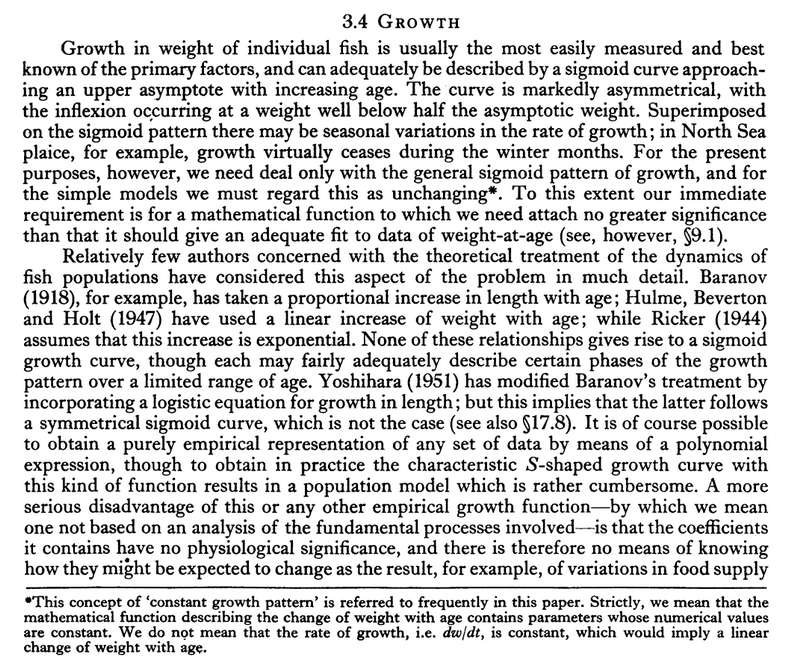 3.4 GROWTH
Growth in weight of individual fish is usually the most easily measured and best
known of the primary factors, and can adequately be described by a sigmoid curve approach-
ing an upper asymptote with increasing age. The curve is markedly asymmetrical, with
the inflexion occurring at a weight well below half the asymptotic weight. Superimposed
on the sigmoid pattern there may be seasonal variations in the rate of growth; in North Sea
plaice, for example, growth virtually ceases during the winter months. For the present
purposes, however, we need deal only with the general sigmoid pattern of growth, and for
the simple models we must regard this as unchanging*. To this extent our immediate
requirement is for a mathematical function to which we need attach no greater significance
than that it should give an adequate fit to data of weight-at-age (see, however, §9.1).
Relatively few authors concerned with the theoretical treatment of the dynamics of
fish populations have considered this aspect of the problem in much detail. Baranov
(1918), for example, has taken a proportional increase in length with age; Hulme, Beverton
and Holt (1947) have used a linear increase of weight with age; while Ricker (1944)
assumes that this increase is exponential. None of these relationships gives rise to a sigmoid
growth curve, though each may fairly adequately describe certain phases of the growth
pattern over a limited range of age. Yoshihara (1951) has modified Baranov's treatment by
incorporating a logistic equation for growth in length; but this implies that the latter follows
a symmetrical sigmoid curve, which is not the case (see also §17.8). It is of course possible
to obtain a purely empirical representation of any set of data by means of a polynomial
expression, though to obtain in practice the characteristic S-shaped growth curve with
this kind of function results in a population model which is rather cumbersome. A more
serious disadvantage of this or any other empirical growth function—by which we mean
one not based on an analysis of the fundamental processes involved—is that the coefficients
it contains have no physiological significance, and there is therefore no means of knowing
how they might be expected to change as the result, for example, of variations in food supply
*This concept of 'constant growth pattern' is referred to frequently in this paper. Strictly, we mean that the
mathematical function describing the change of weight with age contains parameters whose numerical values
are constant. We do not mean that the rate of growth, i.e. dw/dt, is constant, which would imply a linear
change of weight with age.